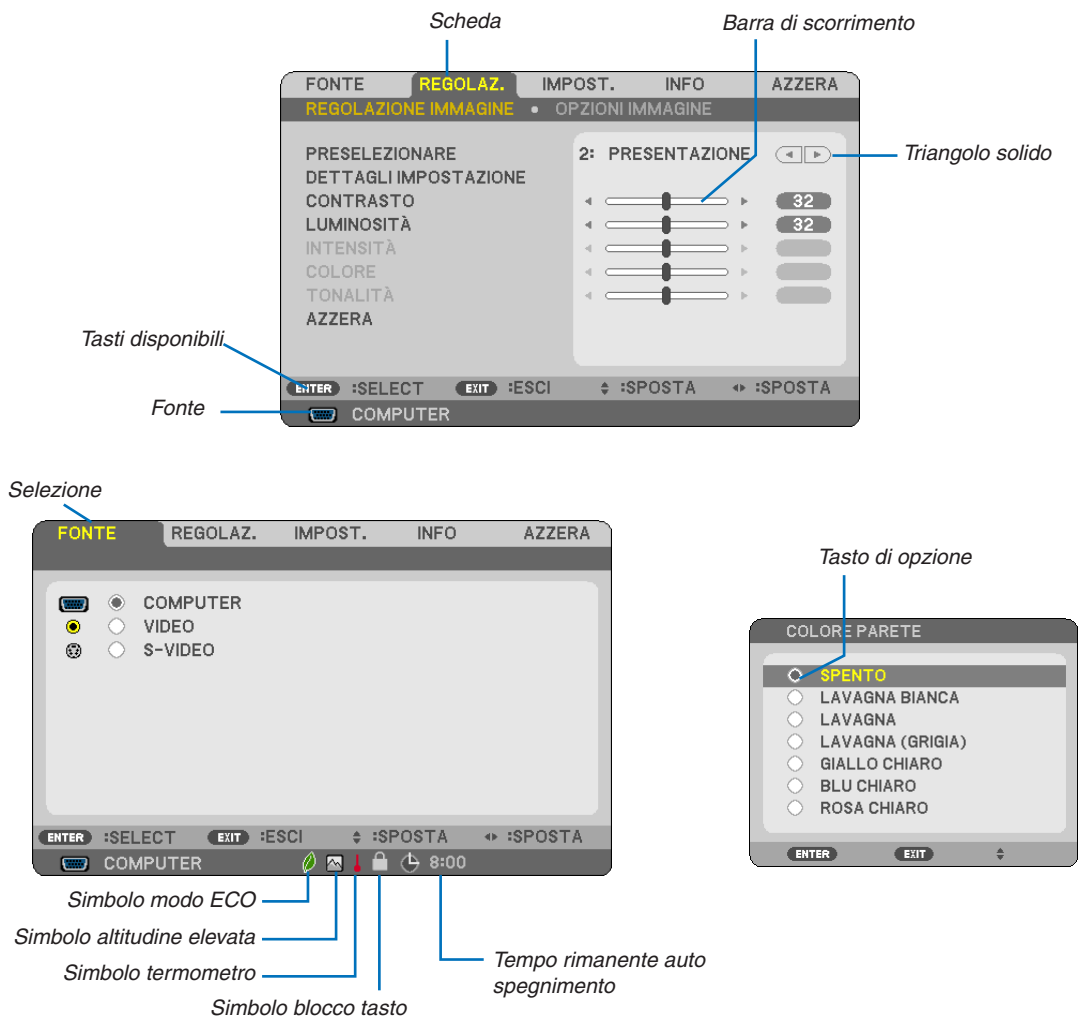 Scheda
Barra di scorrimento
FONTE REGOLAZ. IMPOST. INFO AZZERA
REGOLAZIONE IMMAGINE • OPZIONI IMMAGINE
PRESELEZIONARE 2: PRESENTAZIONE
Triangolo solido
DETTAGLI IMPOSTAZIONE
CONTRASTO 32
LUMINOSITÀ 32
INTENSITÀ
COLORE
TONALITÀ
AZZERA
Tasti disponibili
ENTER :SELECT EXIT :ESCI :SPOSTA :SPOSTA
Fonte
COMPUTER
Selezione
FONTE REGOLAZ. IMPOST. INFO AZZERA
COMPUTER
VIDEO
S-VIDEO
ENTER :SELECT EXIT :ESCI :SPOSTA :SPOSTA
COMPUTER 8:00
Simbolo modo ECO
Simbolo altitudine elevata
Simbolo termometro
Simbolo blocco tasto
Tempo rimanente auto
spegnimento
Tasto di opzione
COLORE PARETE
SPENTO
LAVAGNA BIANCA
LAVAGNA
LAVAGNA (GRIGIA)
GIALLO CHIARO
BLU CHIARO
ROSA CHIARO
ENTER EXIT